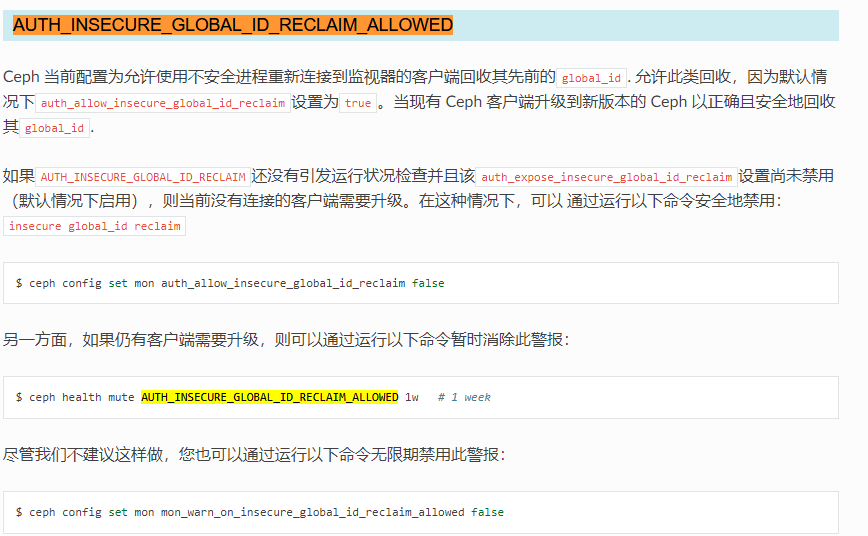 AUTH_INSECURE_GLOBAL_ID_RECLAIM_ALLOWED
Ceph 当前配置为允许使用不安全进程重新连接到监视器的客户端回收其先前的 global_id . 允许此类回收，因为默认情
况下 auth_allow_insecure_global_id_reclaim 设置为 true 。当现有 Ceph 客户端升级到新版本的 Ceph 以正确且安全地回收
其 global_id .
如果 AUTH_INSECURE_GLOBAL_ID_RECLAIM 还没有引发运行状况检查并且该 auth_expose_insecure_global_id_reclaim 设置尚未禁用
（默认情况下启用），则当前没有连接的客户端需要升级。在这种情况下，可以 通过运行以下命令安全地禁用：
insecure global_id reclaim
$ ceph config set mon auth_allow_insecure_global_id_reclaim false
另一方面，如果仍有客户端需要升级，则可以通过运行以下命令暂时消除此警报：
$ ceph health mute AUTH_INSECURE_GLOBAL_ID_RECLAIM_ALLOWED 1w # 1 week
尽管我们不建议这样做，您也可以通过运行以下命令无限期禁用此警报：
$ ceph config set mon mon_warn_on_insecure_global_id_reclaim_allowed false